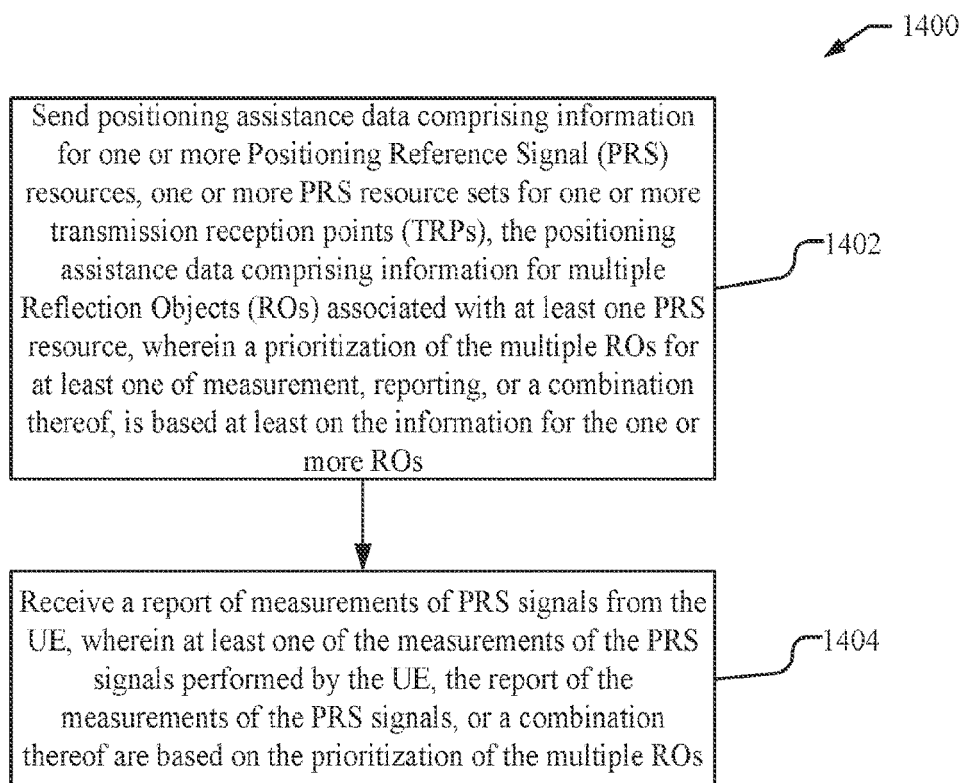 1400
Send positioning assistance data comprising information
for one or more Positioning Reference Signal (PRS)
resources, one or more PRS resource sets for one or more
transmission reception points (TRPs), the positioning
assistance data comprising information for multiple
Reflection Objects (ROs) associated with at least one PRS
resource, wherein a prioritization of the multiple ROs for
at least one of measurement, reporting, or a combination
thereof, is based at least on the information for the one or
more ROs
1402
Receive a report of measurements of PRS signals from the
UE, wherein at least one of the measurements of the PRS
signals performed by the UE, the report of the
measurements of the PRS signals, or a combination
thereof are based on the prioritization of the multiple ROs
1404